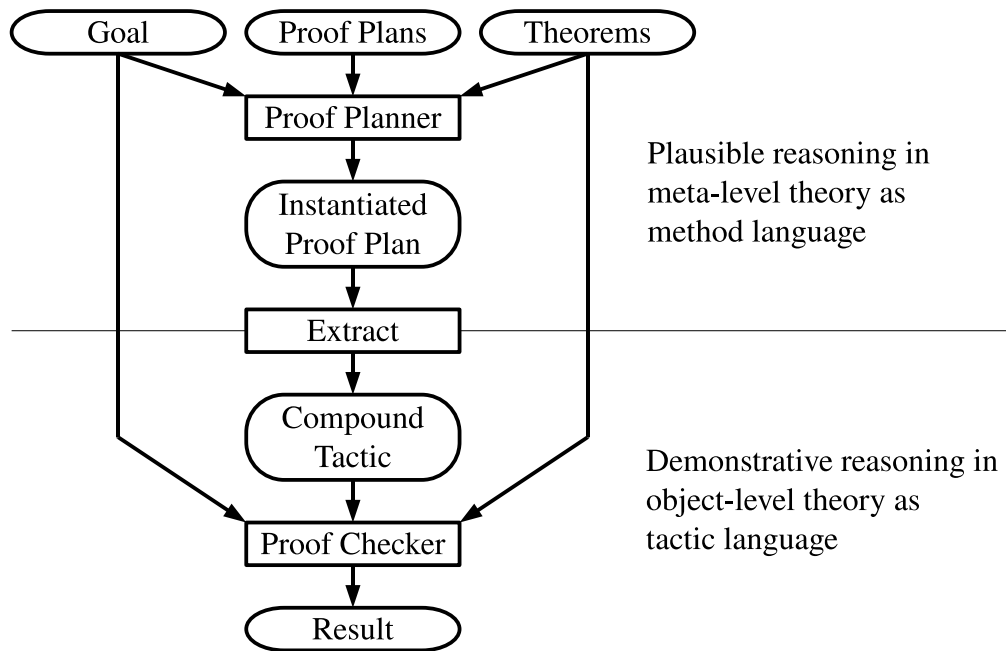 Goal
Proof Plans
Theorems
Proof Planner
Plausible reasoning in
meta-level theory as
method language
Instantiated
Proof Plan
Extract
Compound
Tactic
Demonstrative reasoning in
object-level theory as
tactic language
Proof Checker
Result